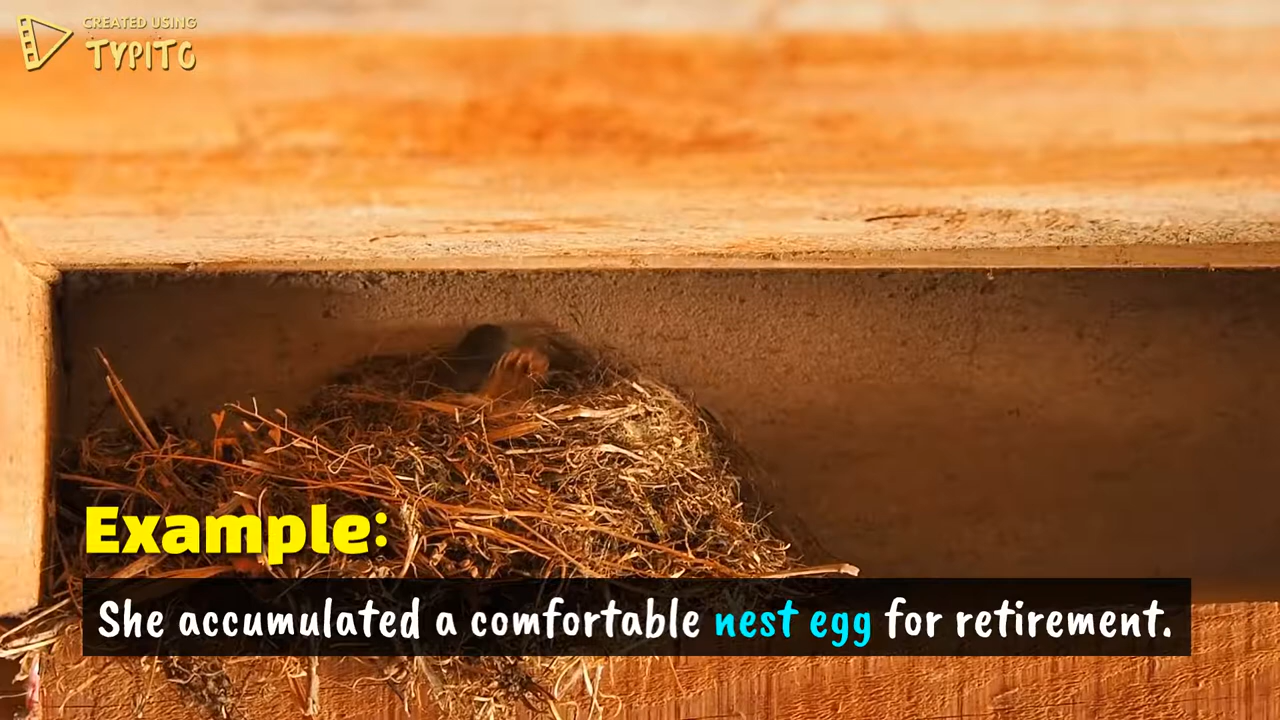 CREATED USING
TYPITO
Example:
She accumulated a comfortable nest egg for retirement.